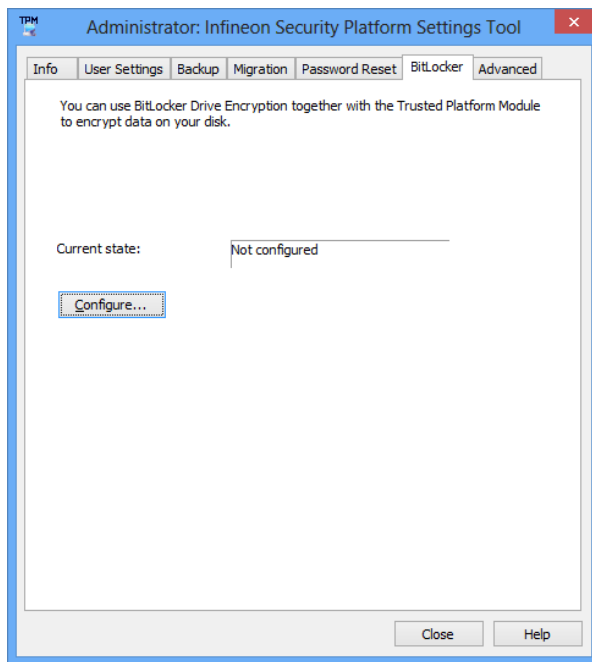 TPM
Administrator: Infineon Security Platform Settings Tool
Info User Settings Backup Migration Password Reset BitLocker Advanced
You can use BitLocker Drive Encryption together with the Trusted Platform Module
to encrypt data on your disk.
Current state: Not configured
Configure...
Close Help